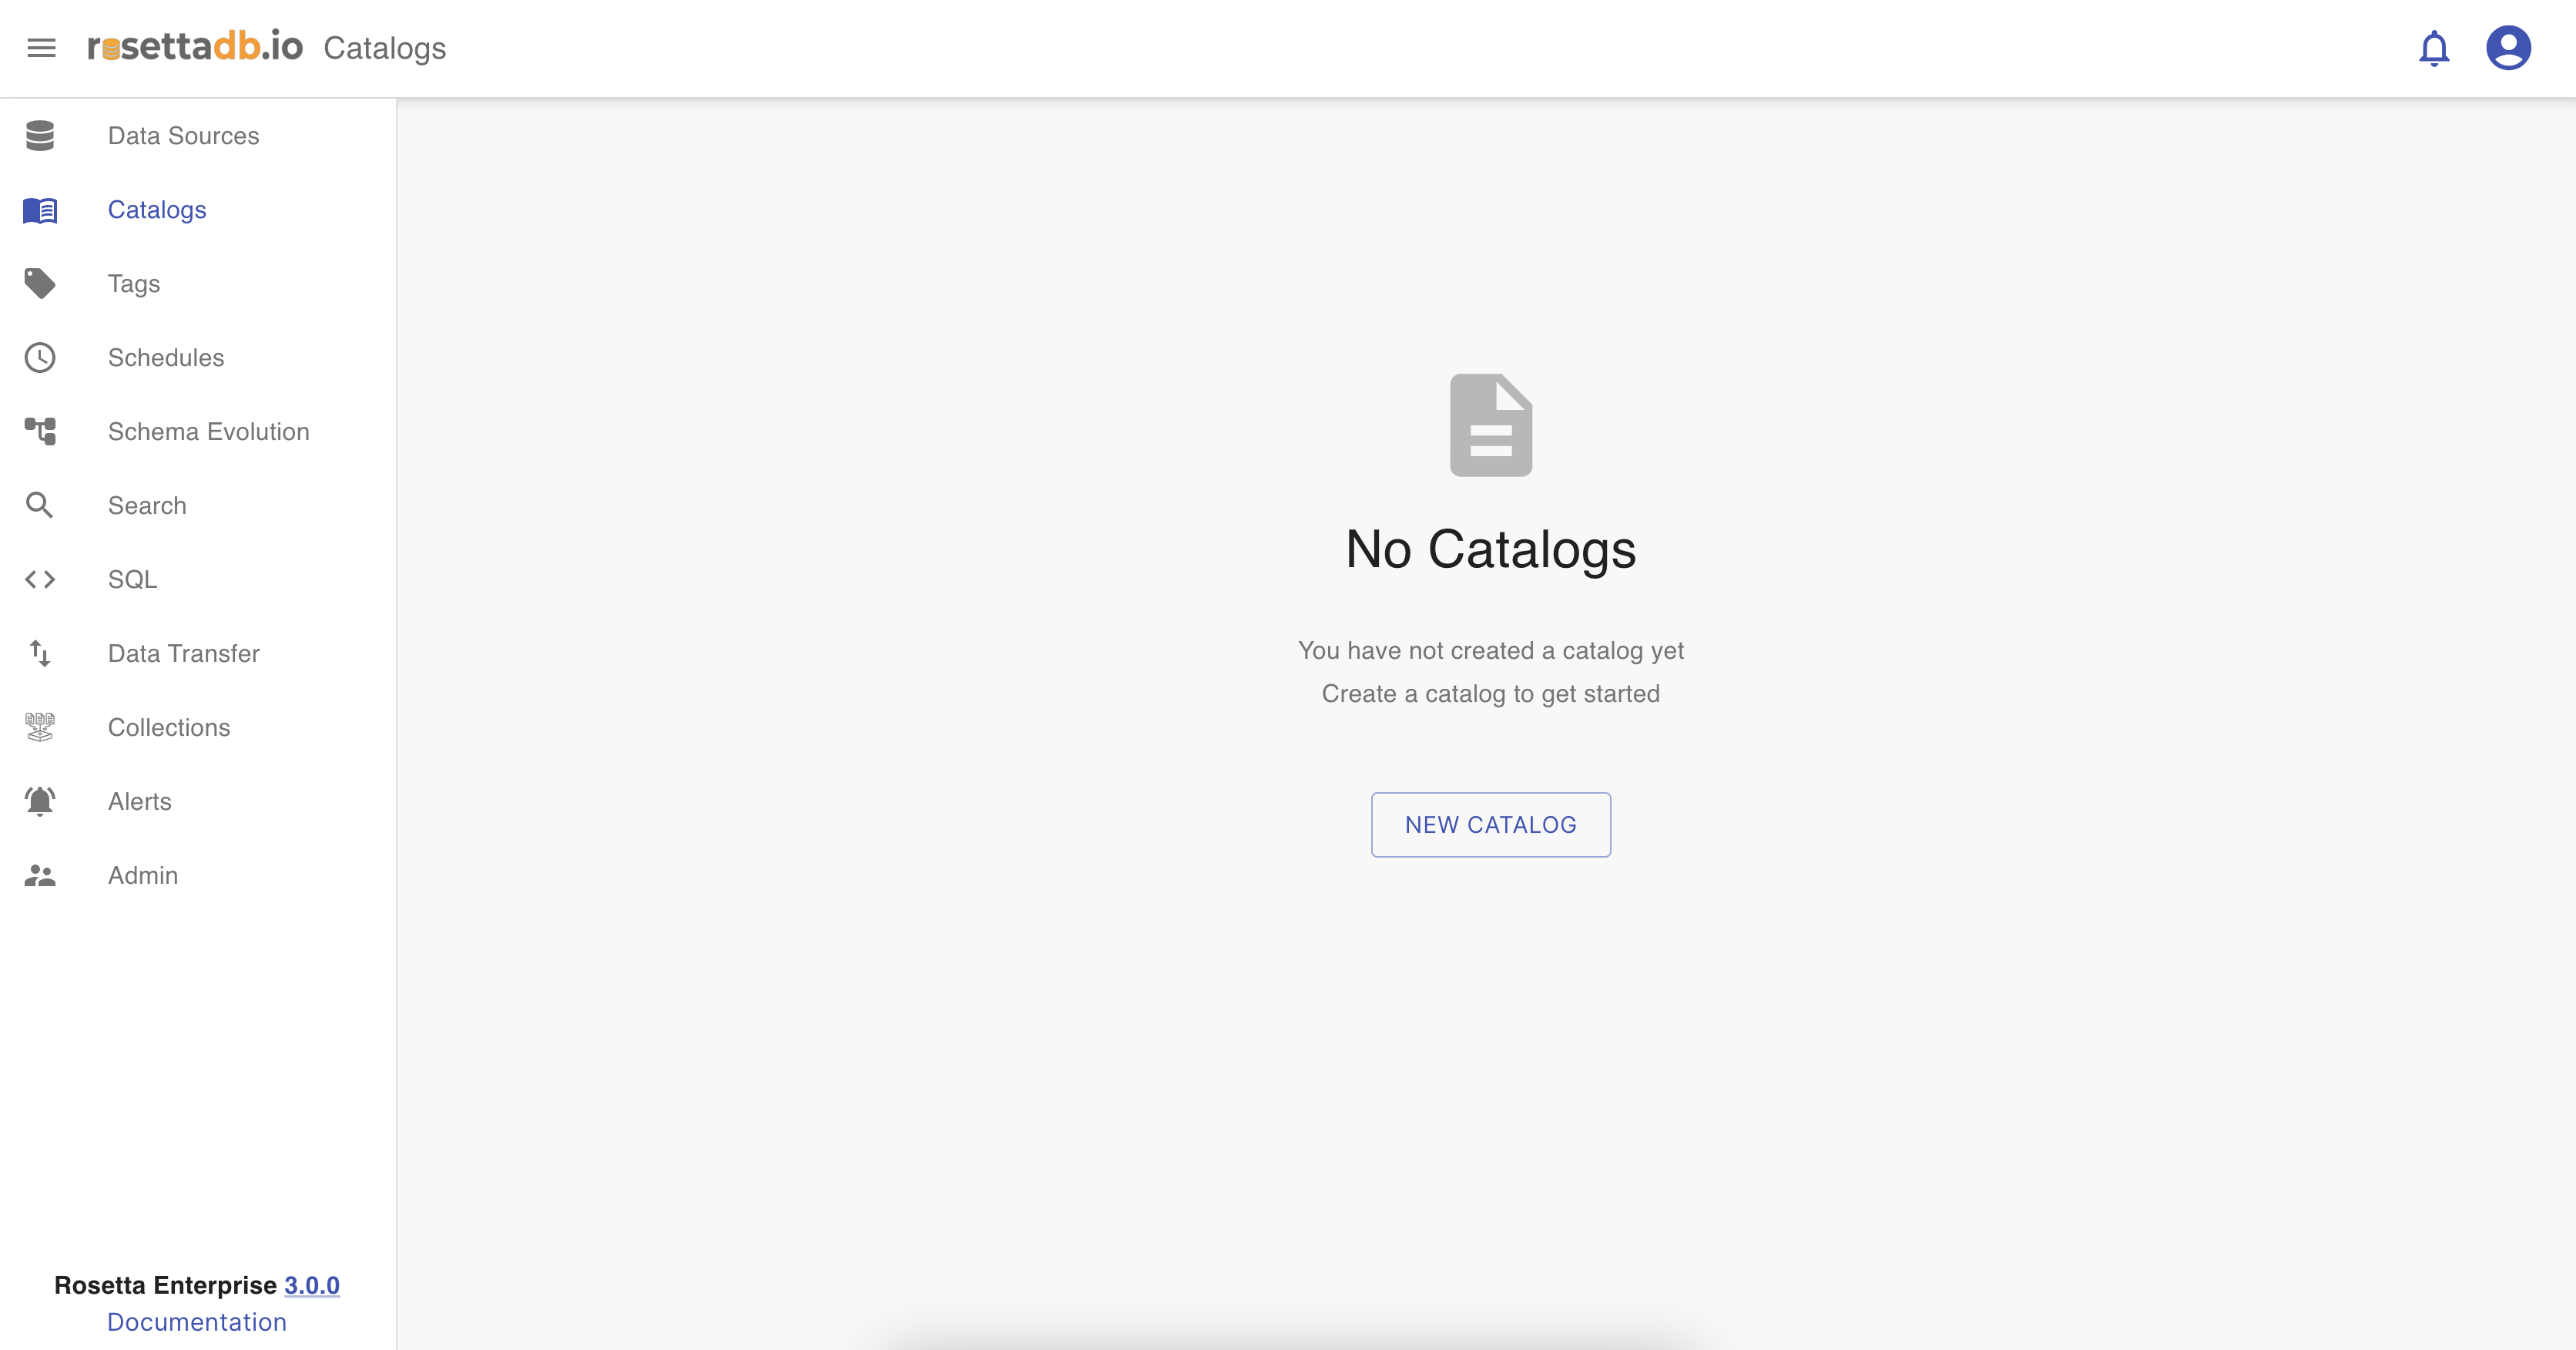 rosettadb.io Catalogs
Data Sources
Catalogs
Tags
Schedules
Schema Evolution
Search
SQL
Data Transfer
Collections
Alerts
Admin
No Catalogs
You have not created a catalog yet
Create a catalog to get started
NEW CATALOG
Rosetta Enterprise 3.0.0
Documentation